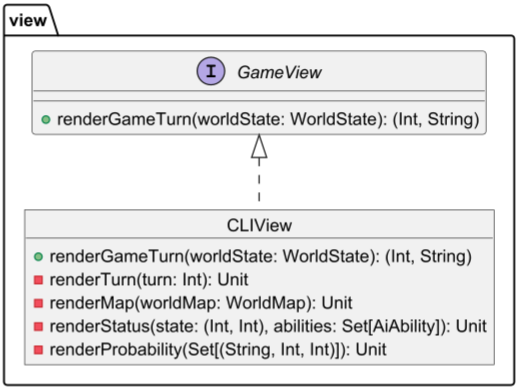 view
I
GameView
renderGameTurn(worldState: WorldState): (Int, String)
CLIView
renderGameTurn(worldState: WorldState): (Int, String)
renderTurn(turn: Int): Unit
renderMap(worldMap: WorldMap): Unit
renderStatus(state: (Int, Int), abilities: Set[AiAbility]): Unit
renderProbability(Set[(String, Int, Int)]): Unit